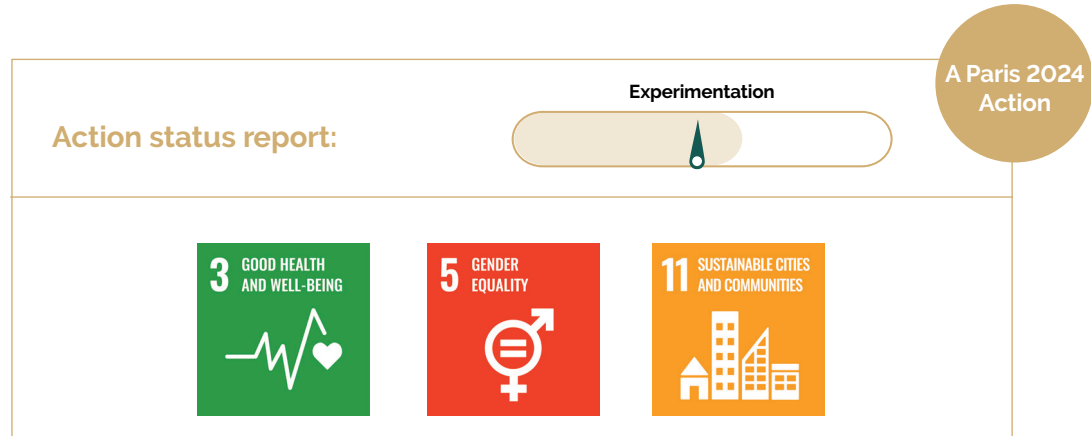 A Paris 2024
Action
Experimentation
Action status report:
3 GOOD HEALTH
AND WELL-BEING
5 GENDER
EQUALITY
11 SUSTAINABLE CITIES
AND COMMUNITIES